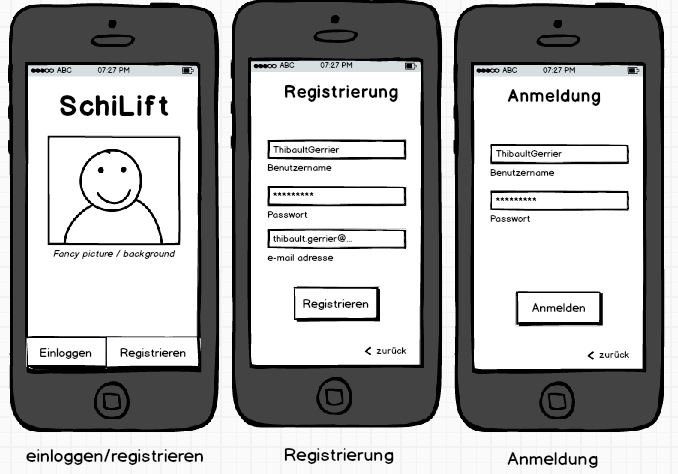 ABC 07:27 PM
SchiLift
Fancy picture / background
Einloggen Registrieren
einloggen/registrieren
ABC 07:27 PM
Registrierung
ThibaultGerrier
Benutzername
*********
Passwort
thibault.gerrier@...
e-mail adresse
Registrieren
< zurück
Registrierung
ABC 07:27 PM
Anmeldung
ThibaultGerrier
Benutzername
*********
Passwort
Anmelden
< zurück
Anmeldung